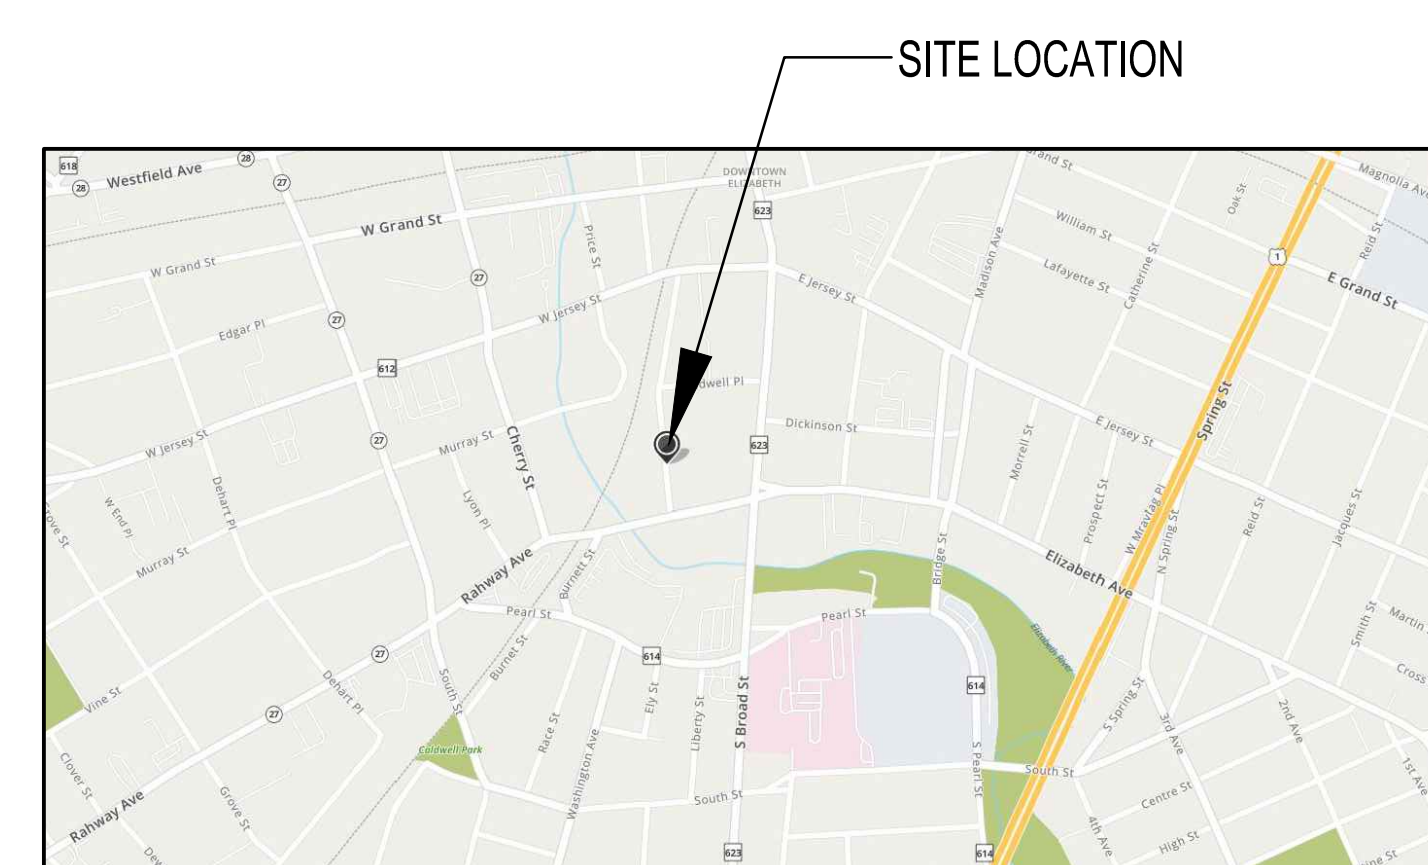 SITE LOCATION
618
28
28
Westfield Ave
27
W Grand St
W Grand St
Price St
DOWNTOWN
ELIZABETH
623
Madison Ave
William St
Oak St
Magnolia Ave
Reid St
1
E Grand St
Catherine St
Lafayette St
E Jersey St
27
27
Edgar Pl
W Jersey St
612
Spring St
Dickinson St
623
E Jersey St
Morrell St
W Jersey St
27
Murray St
Cherry St
Lyon Pl
Dehart Pl
W End Pl
Murray St
Prospect St
W Mravlag Pl
N Spring St
Reid St
Jacques St
Elizabeth Ave
Bridge St
Rahway Ave
Burnett St
Pearl St
Pearl St
Elizabeth River
Smith St
Martin
Cross
27
614
Burnet St
South St
Dehart Pl
Vine St
27
Ely St
Liberty St
S Broad St
614
S Spring St
3rd Ave
2nd Ave
1st Ave
Caldwell Park
Race St
Washington Ave
S Pearl St
South St
South St
Clover St
Grove St
Rahway Ave
Centre St
4th Ave
High St
623
614